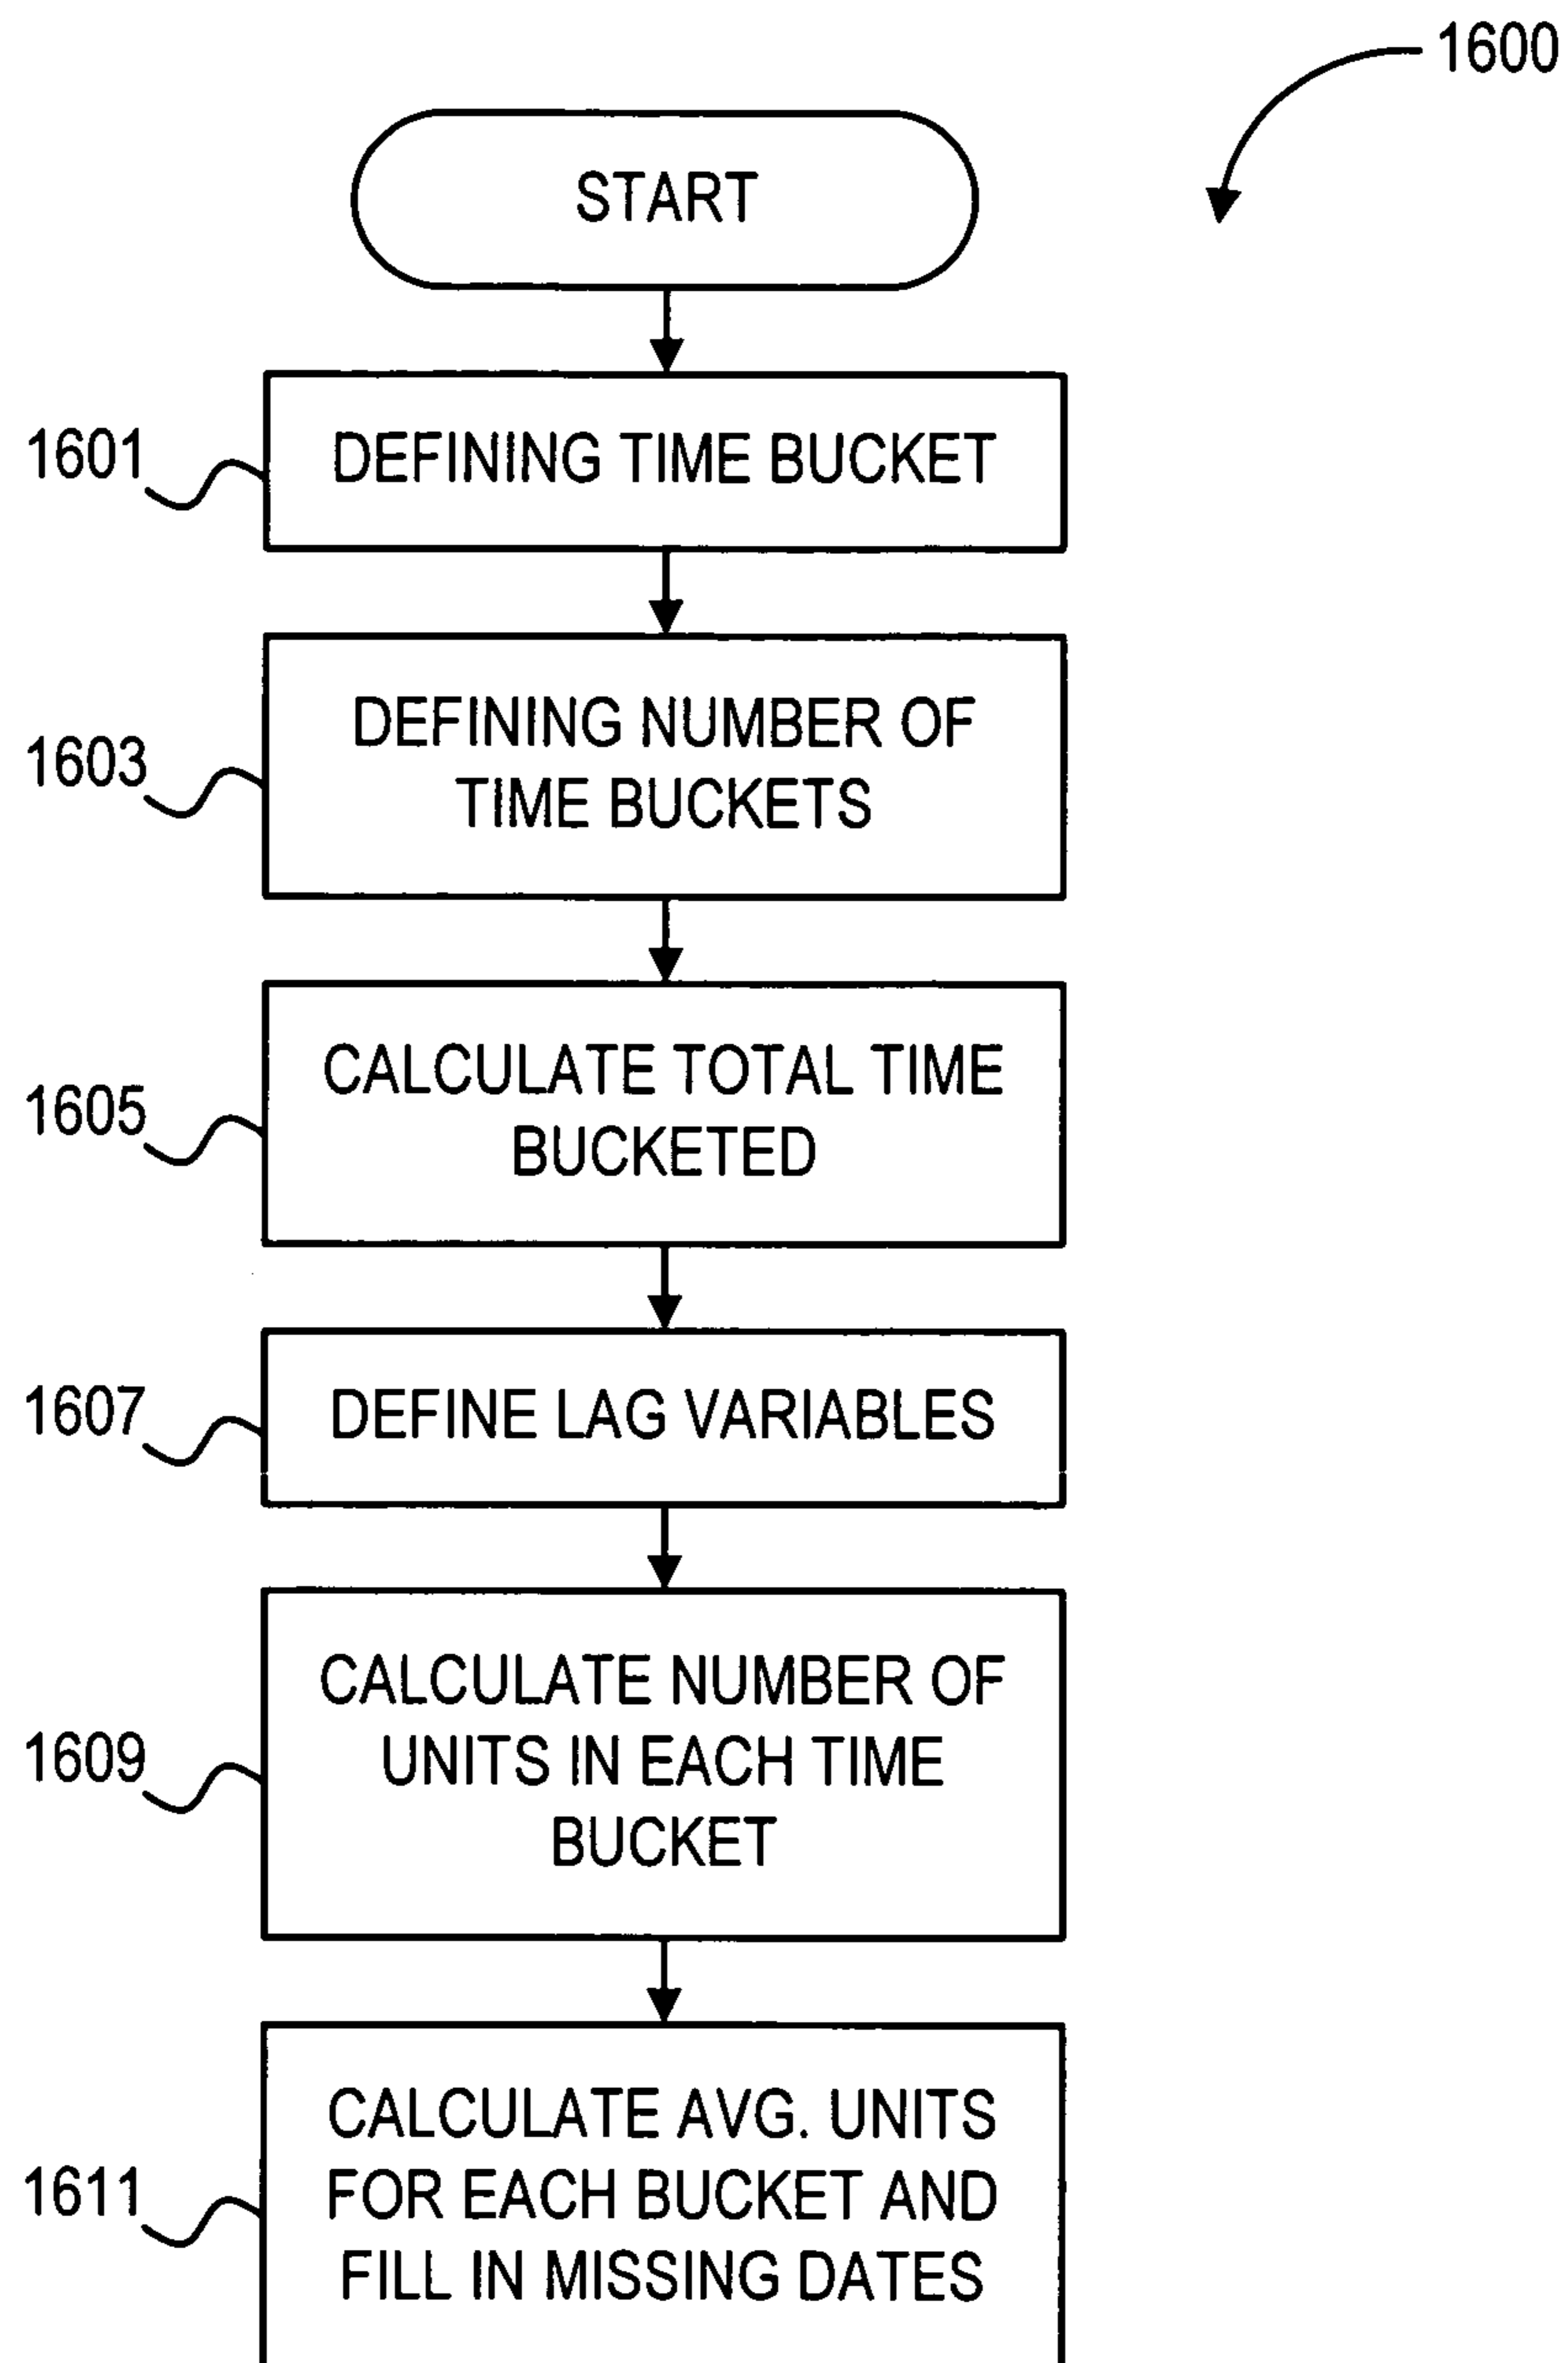 1600
START
1601
DEFINING TIME BUCKET
1603
DEFINING NUMBER OF
TIME BUCKETS
1605
CALCULATE TOTAL TIME
BUCKETED
1607
DEFINE LAG VARIABLES
1609
CALCULATE NUMBER OF
UNITS IN EACH TIME
BUCKET
1611
CALCULATE AVG. UNITS
FOR EACH BUCKET AND
FILL IN MISSING DATES